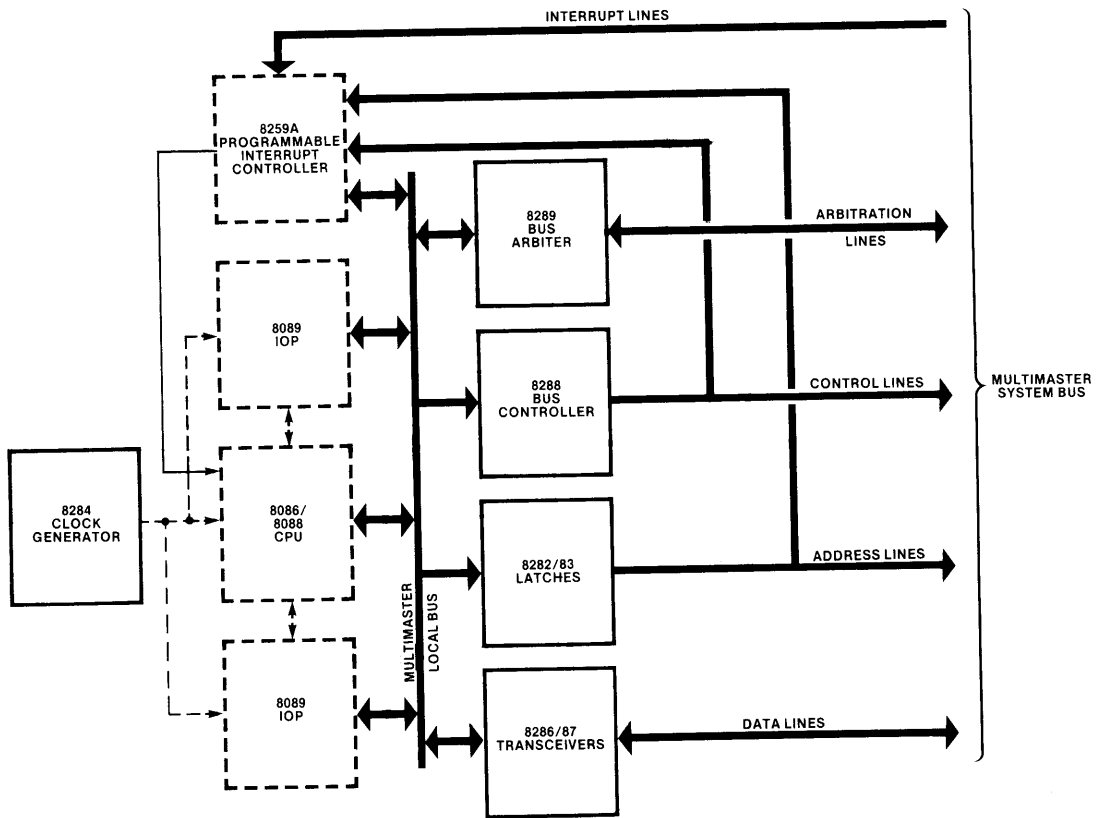 INTERRUPT LINES
8259A
PROGRAMMABLE
INTERRUPT
CONTROLLER
8289
BUS
ARBITER
ARBITRATION
LINES
8089
IOP
8288
BUS
CONTROLLER
CONTROL LINES
MULTIMASTER
SYSTEM BUS
8284
CLOCK
GENERATOR
8086/
8088
CPU
8282/83
LATCHES
ADDRESS LINES
MULTIMASTER
LOCAL BUS
8089
IOP
8286/87
TRANSCEIVERS
DATA LINES